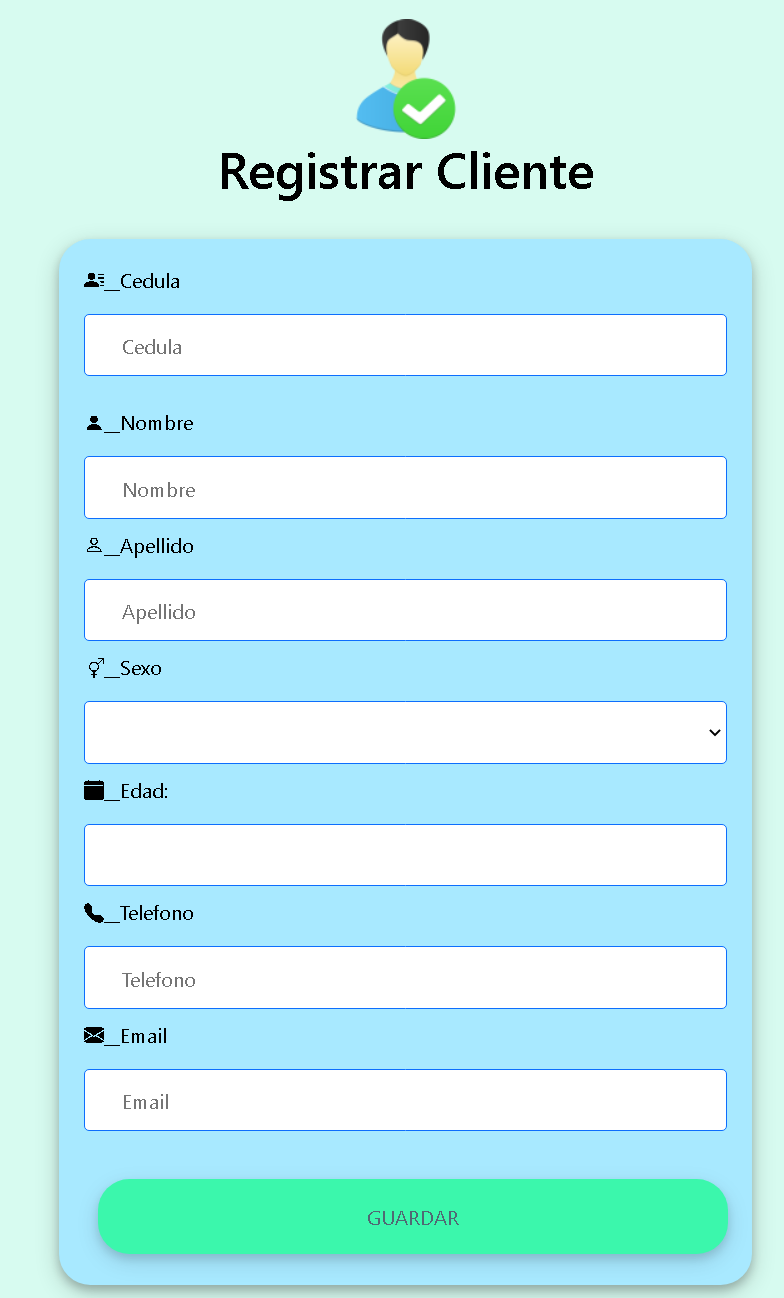 Registrar Cliente
__Cedula
Cedula
__Nombre
Nombre
__Apellido
Apellido
__Sexo
__Edad:
__Telefono
Telefono
__Email
Email
GUARDAR